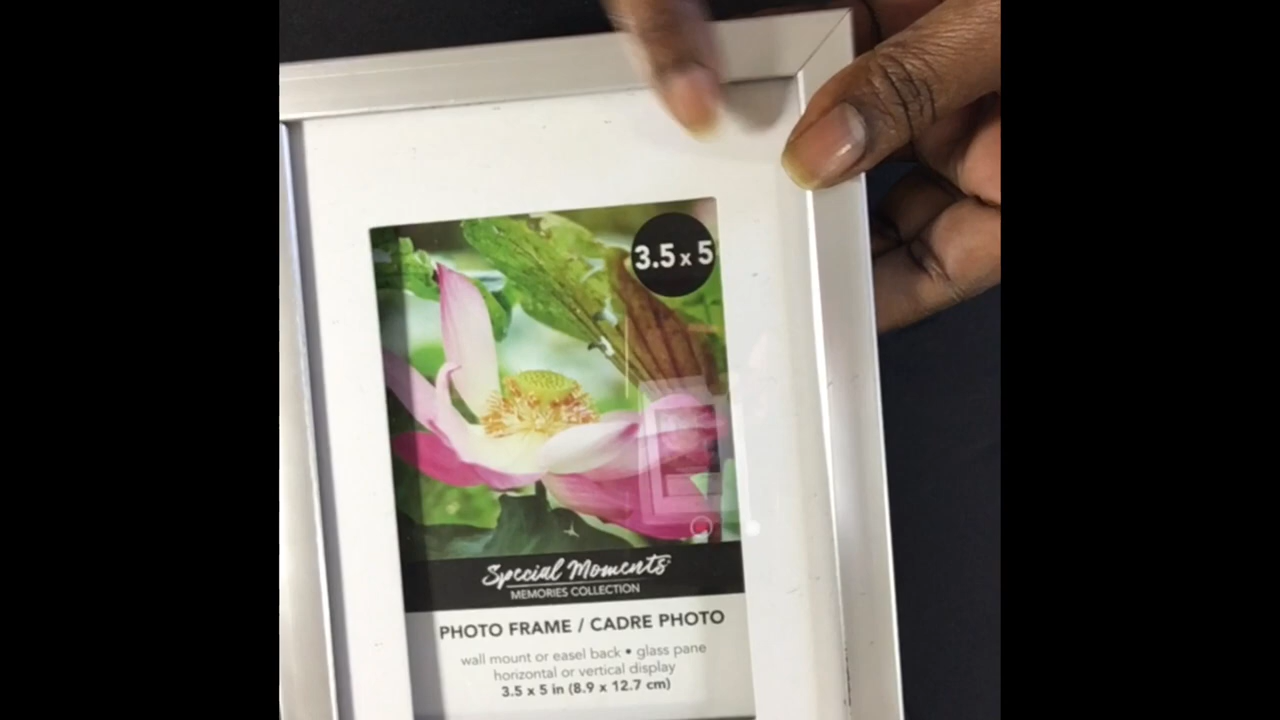 3.5 x 5
Special Moments
MEMORIES COLLECTION
PHOTO FRAME / CADRE PHOTO
wall mount or easel back • glass pane
horizontal or vertical display
3.5 x 5 in (8.9 x 12.7 cm)